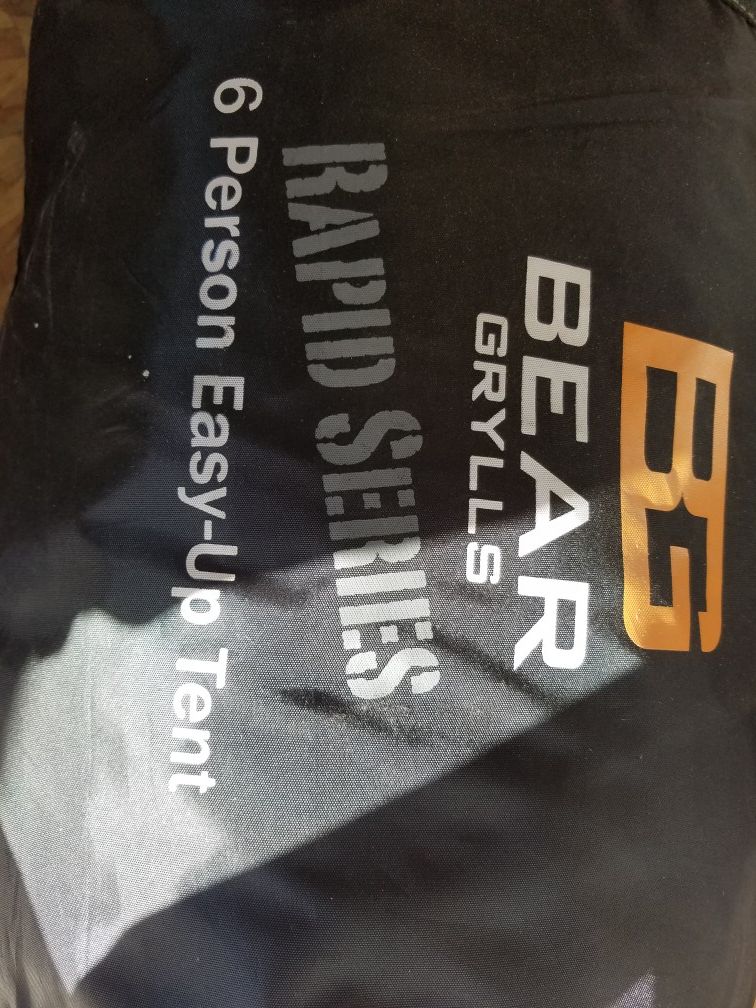 BG
BEAR
GRYLLS
RAPID SERIES
6 Person Easy-Up Tent